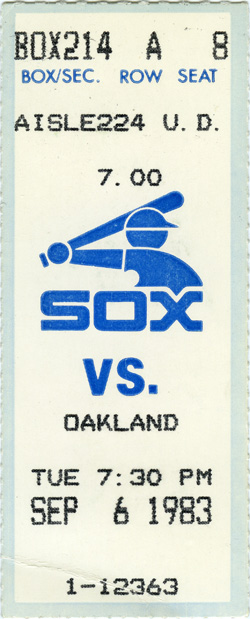 BOX214 A 8
BOX/SEC. ROW SEAT
AISLE224 U.D.
7.00
SOX
VS.
OAKLAND
TUE 7:30 PM
SEP 6 1983
1-12363